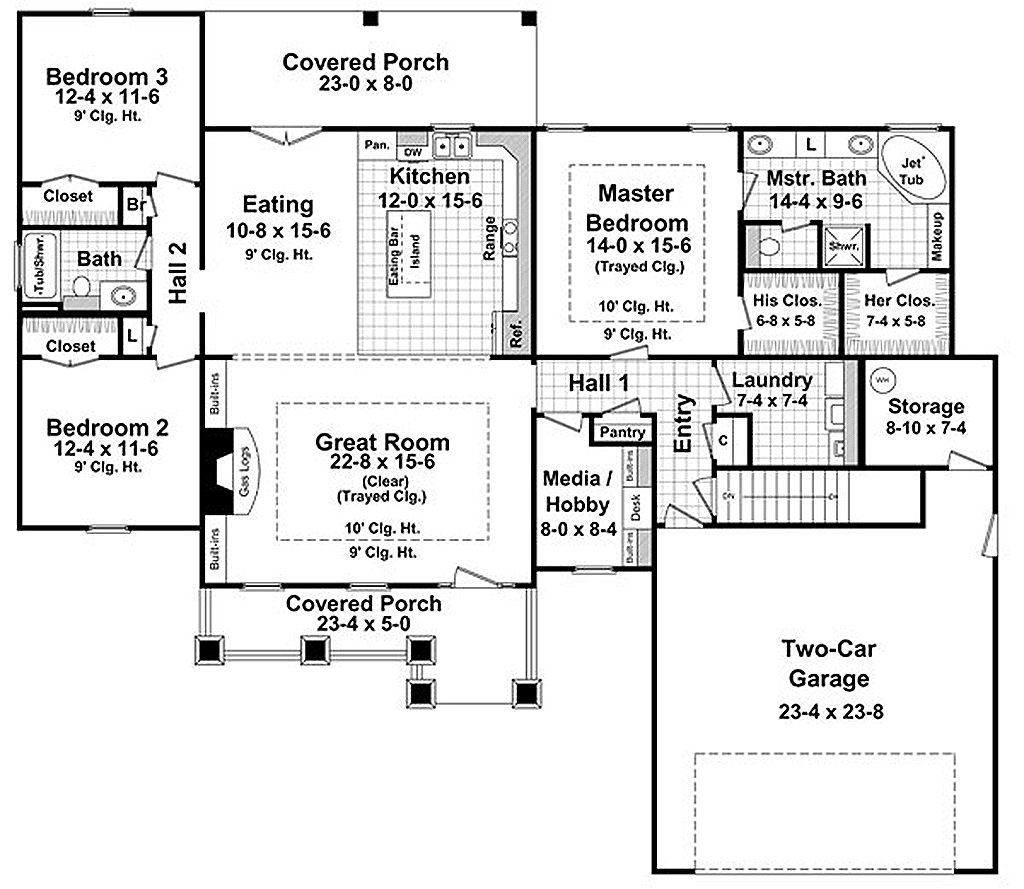 Bedroom 3
12-4 x 11-6
9' Clg. Ht.
Covered Porch
23-0 x 8-0
Closet
Br
Tub/Shwr.
Bath
Hall 2
L
Closet
Bedroom 2
12-4 x 11-6
9' Clg. Ht.
Eating
10-8 x 15-6
9' Clg. Ht.
Pan.
DW
Kitchen
12-0 x 15-6
Eating Bar
Island
Range
Ref.
Master
Bedroom
14-0 x 15-6
(Trayed Clg.)
10' Clg. Ht.
9' Clg. Ht.
L
Jet
Tub
Mstr. Bath
14-4 x 9-6
Shwr.
Makeup
His Clos.
6-8 x 5-8
Her Clos.
7-4 x 5-8
Built-ins
Gas Logs
Built-ins
Great Room
22-8 x 15-6
(Clear)
(Trayed Clg.)
10' Clg. Ht.
9' Clg. Ht.
Hall 1
Pantry
Entry
Laundry
7-4 x 7-4
C
WH
Storage
8-10 x 7-4
Media /
Hobby
8-0 x 8-4
Built-ins
Desk
Built-ins
Covered Porch
23-4 x 5-0
Two-Car
Garage
23-4 x 23-8